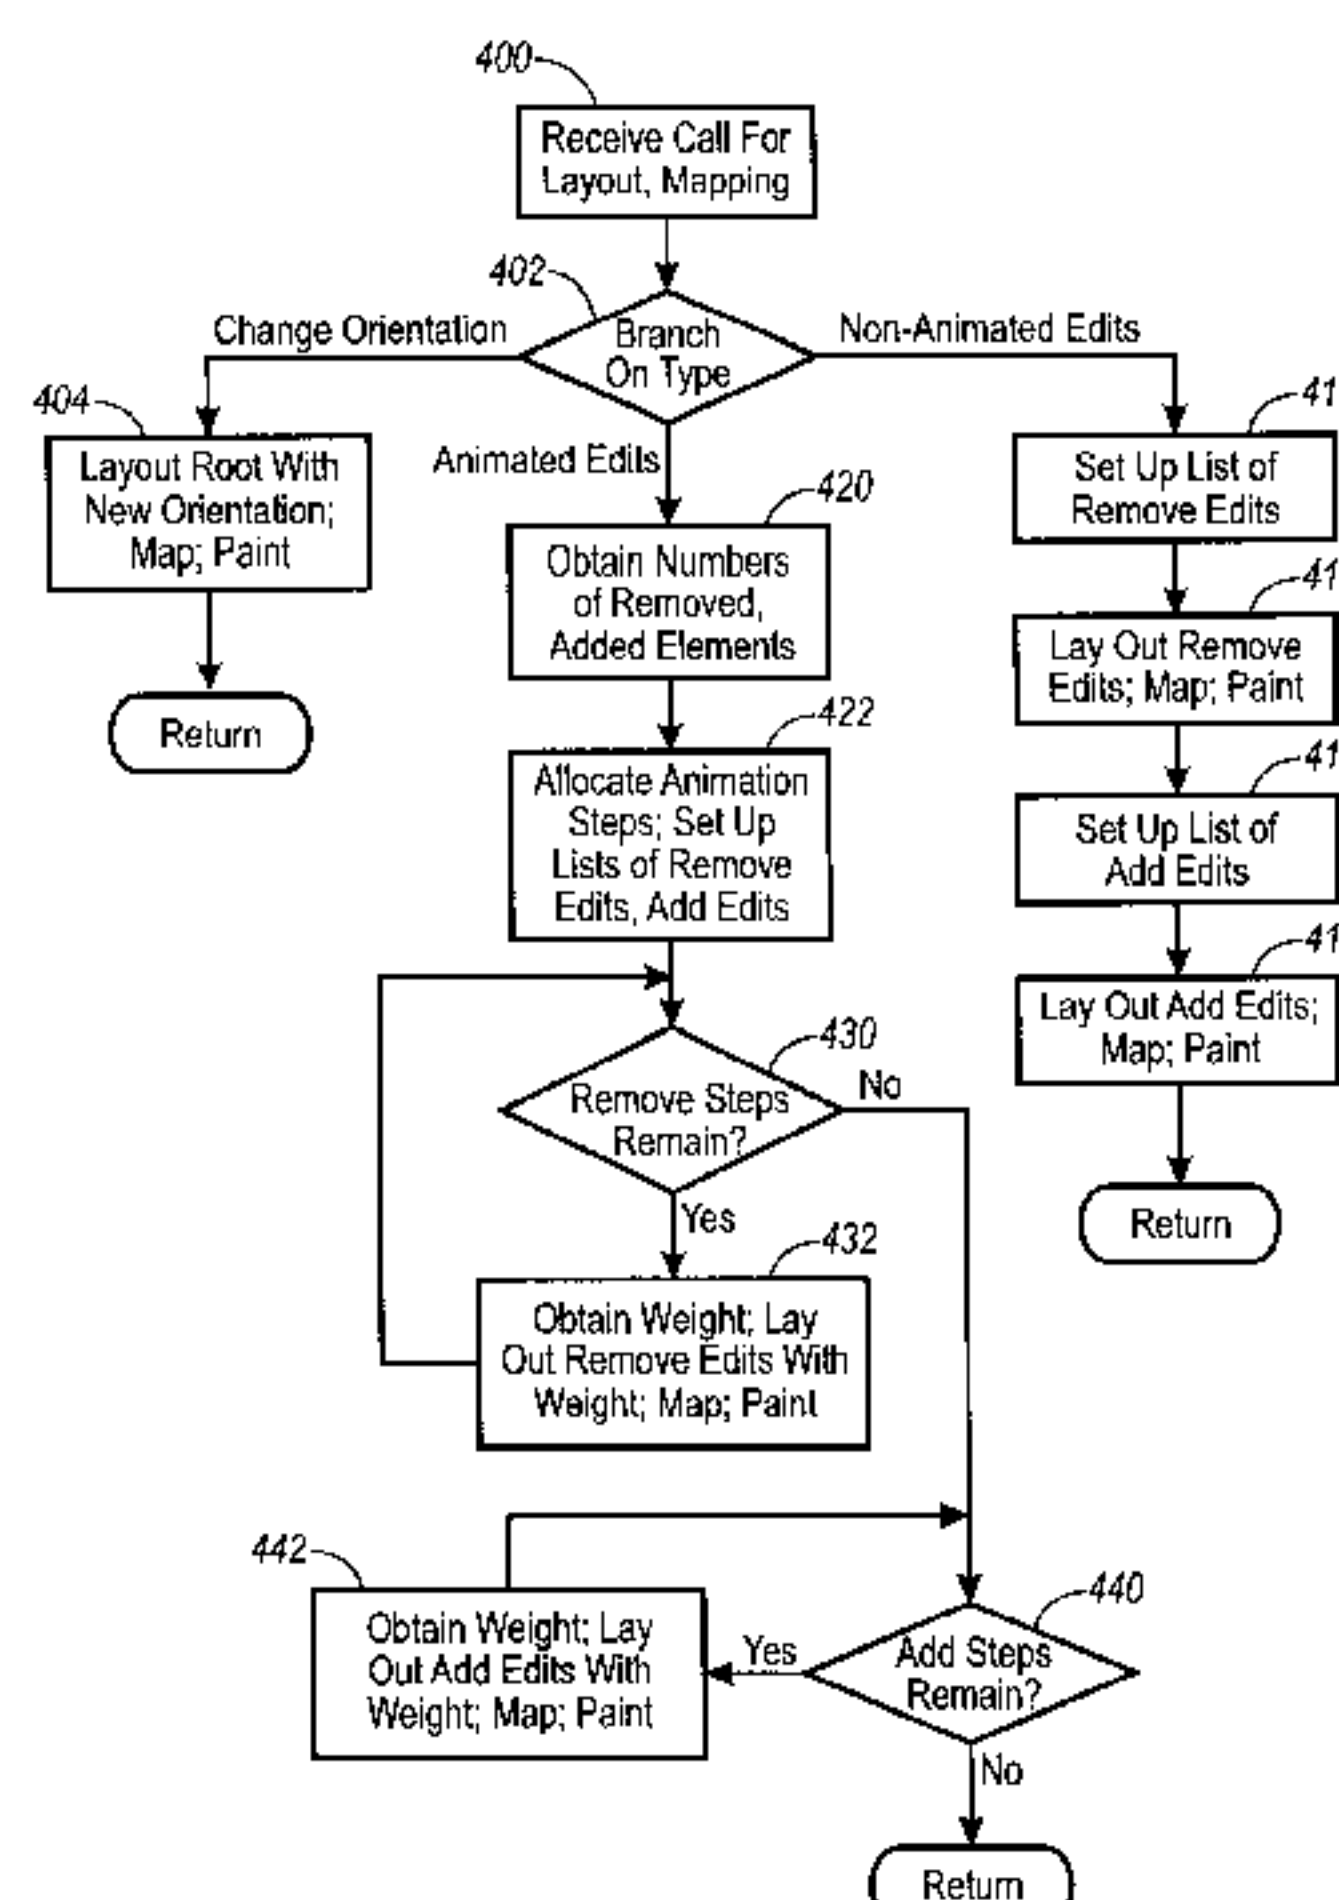 400
Receive Call For
Layout, Mapping
402
Branch
On Type
Change Orientation
Non-Animated Edits
Animated Edits
404
Layout Root With
New Orientation;
Map; Paint
Return
420
Obtain Numbers
of Removed,
Added Elements
422
Allocate Animation
Steps; Set Up
Lists of Remove
Edits, Add Edits
430
Remove Steps
Remain?
No
Yes
432
Obtain Weight; Lay
Out Remove Edits With
Weight; Map; Paint
442
Obtain Weight; Lay
Out Add Edits With
Weight; Map; Paint
440
Add Steps
Remain?
Yes
No
Return
41
Set Up List of
Remove Edits
41
Lay Out Remove
Edits; Map; Paint
41
Set Up List of
Add Edits
41
Lay Out Add Edits;
Map; Paint
Return